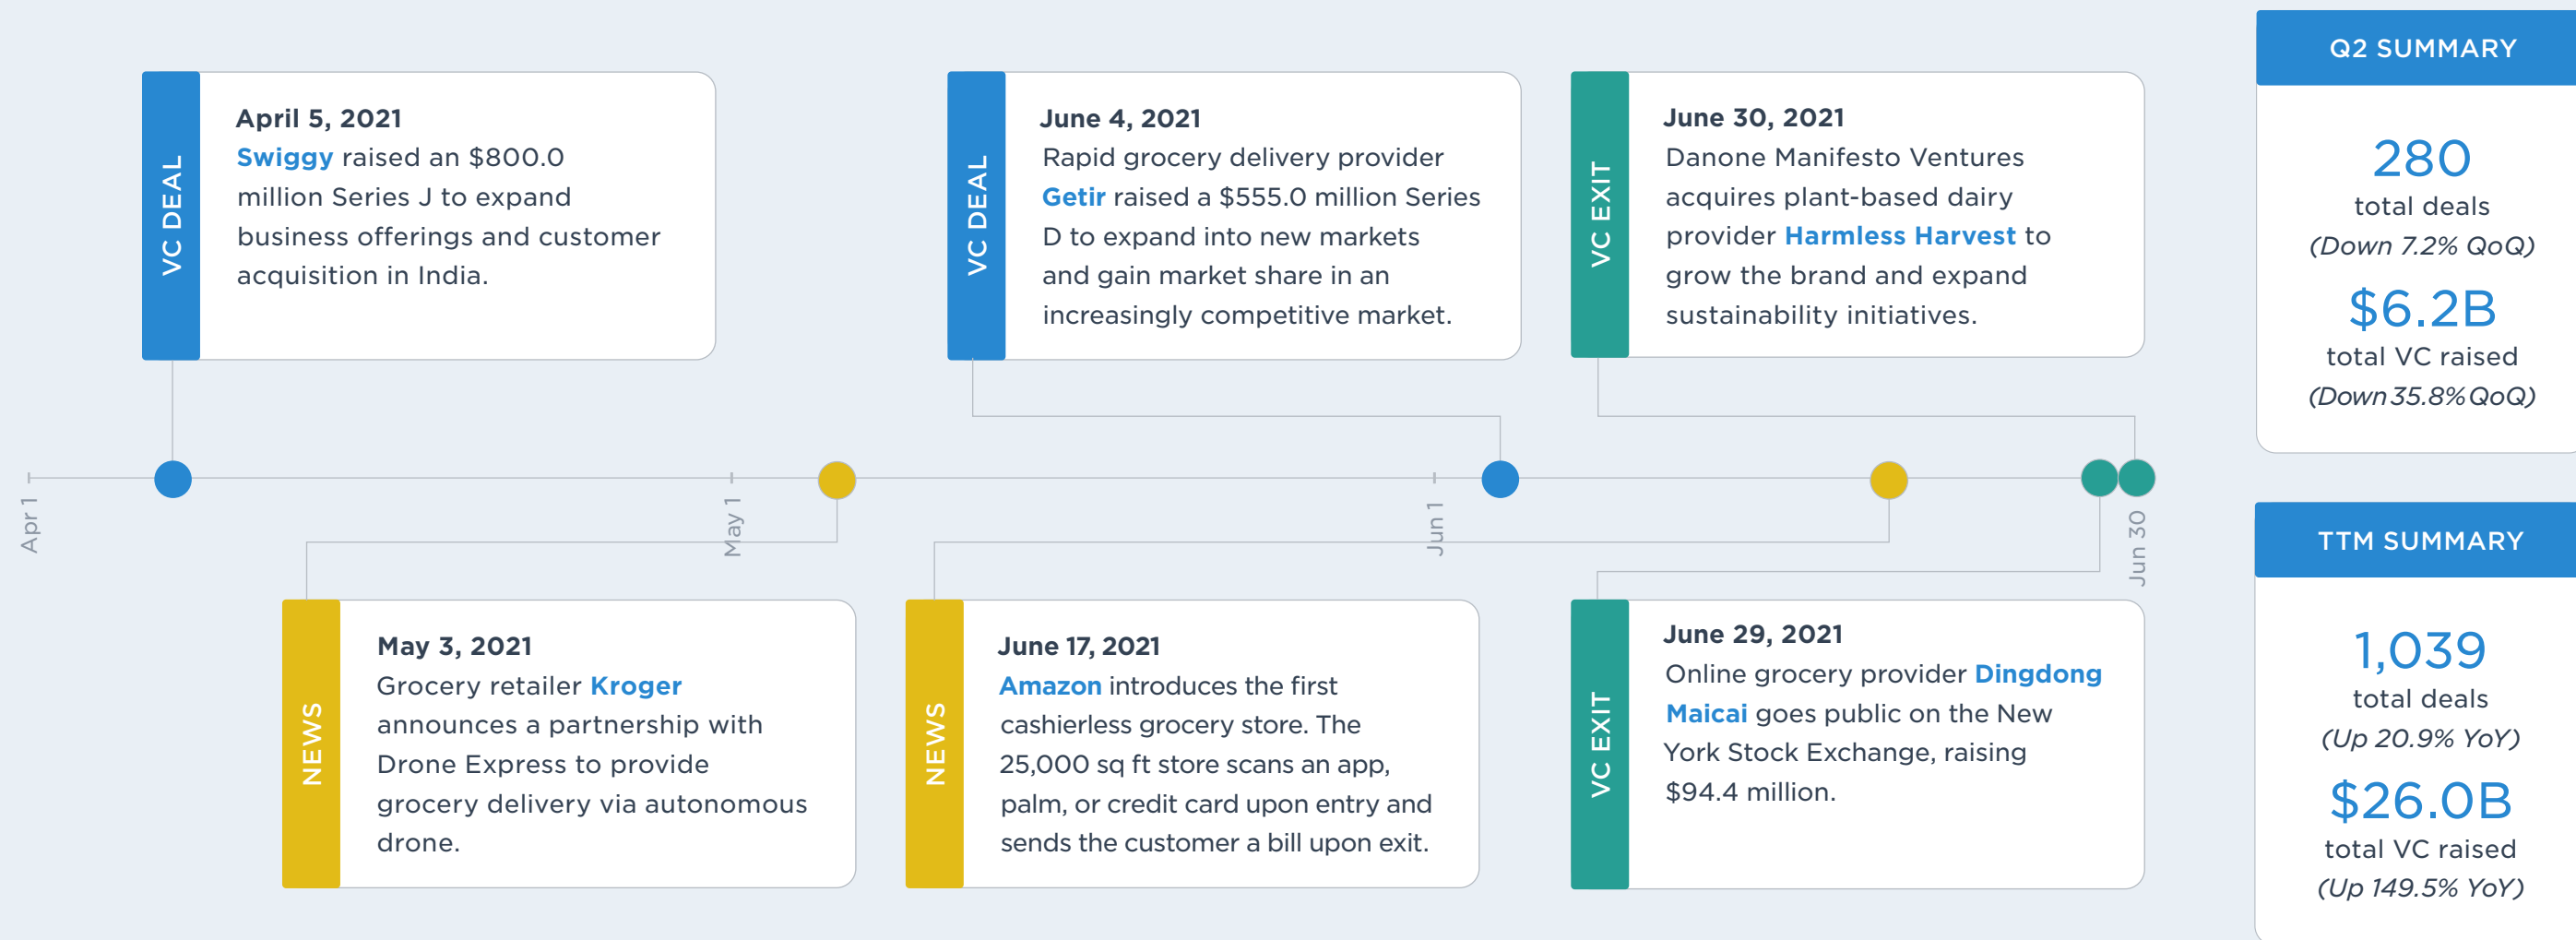 VC DEAL
April 5, 2021
Swiggy raised an $800.0
million Series J to expand
business offerings and customer
acquisition in India.
VC DEAL
June 4, 2021
Rapid grocery delivery provider
Getir raised a $555.0 million Series
D to expand into new markets
and gain market share in an
increasingly competitive market.
VC EXIT
June 30, 2021
Danone Manifesto Ventures
acquires plant-based dairy
provider Harmless Harvest to
grow the brand and expand
sustainability initiatives.
Apr 1
May 1
Jun 1
Jun 30
NEWS
May 3, 2021
Grocery retailer Kroger
announces a partnership with
Drone Express to provide
grocery delivery via autonomous
drone.
NEWS
June 17, 2021
Amazon introduces the first
cashierless grocery store. The
25,000 sq ft store scans an app,
palm, or credit card upon entry and
sends the customer a bill upon exit.
VC EXIT
June 29, 2021
Online grocery provider Dingdong
Maicai goes public on the New
York Stock Exchange, raising
$94.4 million.
Q2 SUMMARY
280
total deals
(Down 7.2% QoQ)
$6.2B
total VC raised
(Down 35.8% QoQ)
TTM SUMMARY
1,039
total deals
(Up 20.9% YoY)
$26.0B
total VC raised
(Up 149.5% YoY)